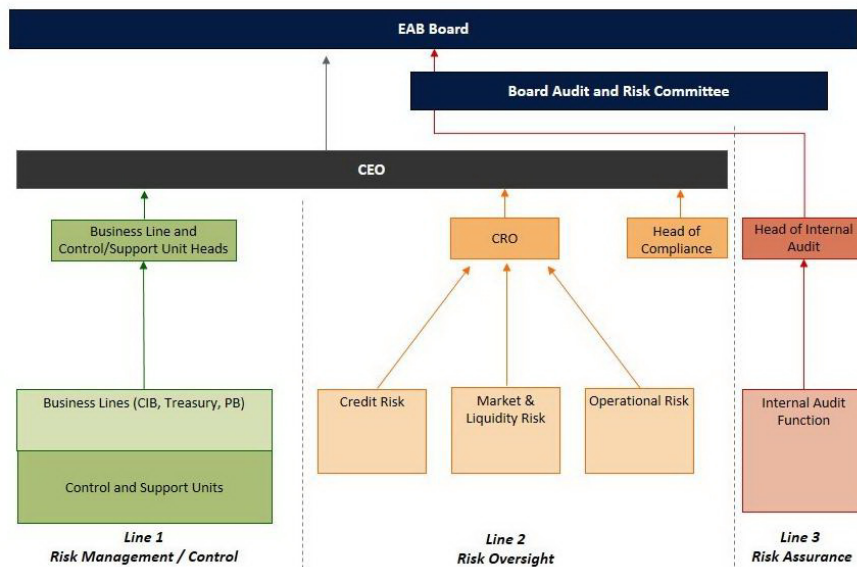 EAB Board
Board Audit and Risk Committee
CEO
Business Line and
Control/Support Unit Heads
CRO
Head of
Compliance
Head of Internal
Audit
Business Lines (CIB, Treasury, PB)
Control and Support Units
Credit Risk
Market &
Liquidity Risk
Operational Risk
Internal Audit
Function
Line 1
Risk Management / Control
Line 2
Risk Oversight
Line 3
Risk Assurance